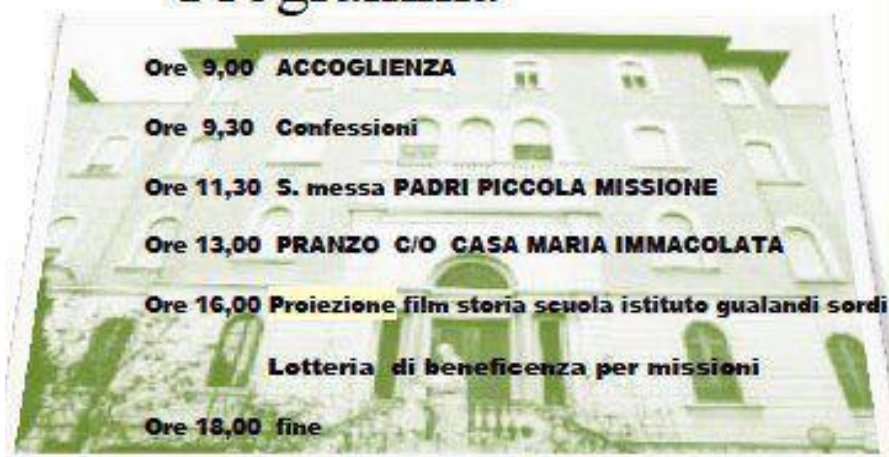 Programma
Ore 9,00 ACCOGLIENZA
Ore 9,30 Confessioni
Ore 11,30 S. messa PADRI PICCOLA MISSIONE
Ore 13,00 PRANZO C/O CASA MARIA IMMACOLATA
Ore 16,00 Proiezione film storia scuola istituto gualandi sordi
Lotteria di beneficenza per missioni
Ore 18,00 fine